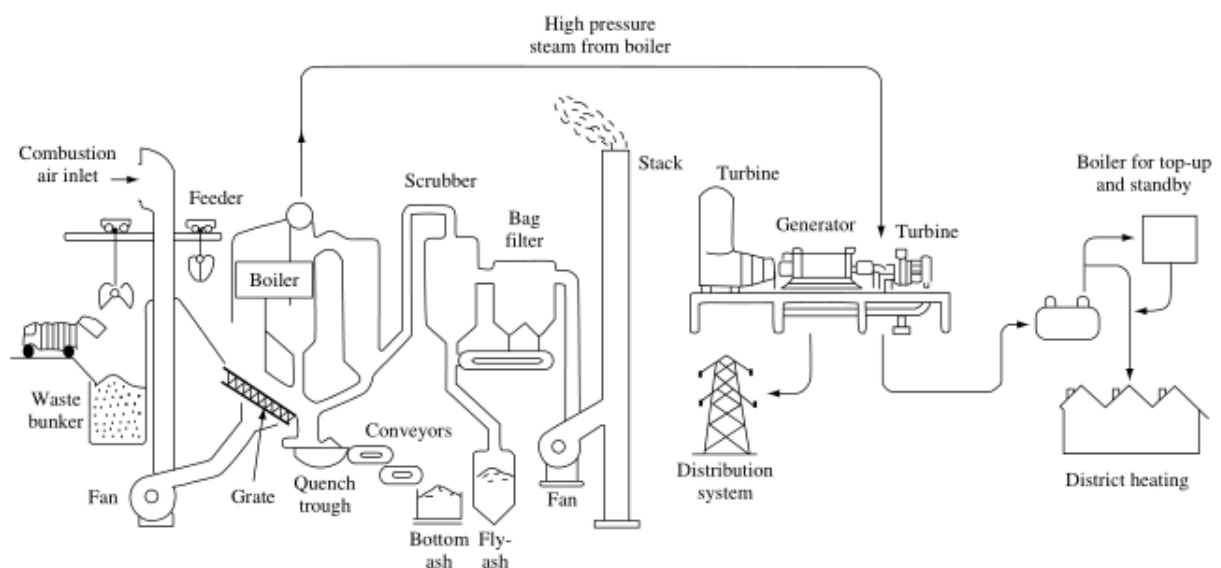 High pressure
steam from boiler
Combustion
air inlet
Feeder
Scrubber
Stack
Turbine
Boiler for top-up
and standby
Bag
filter
Generator
Turbine
Boiler
Waste
bunker
Conveyors
Fan
Grate
Quench
trough
Fan
Distribution
system
District heating
Bottom
ash
Fly-
ash